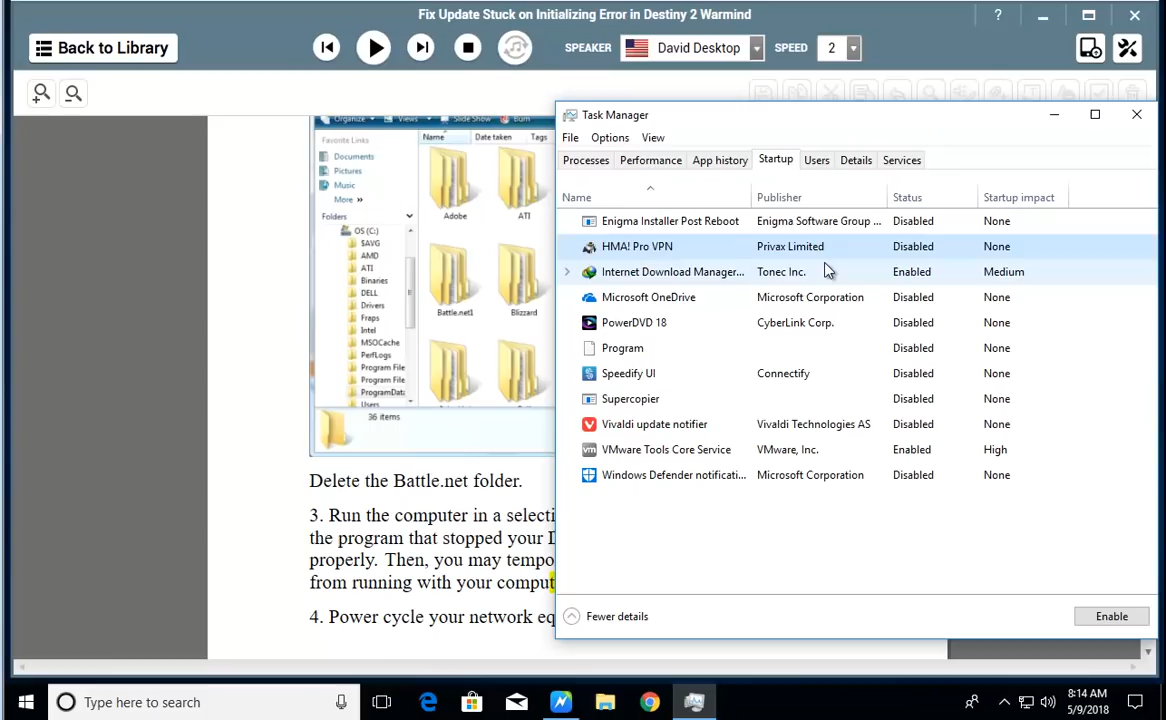 Fix Update Stuck on Initializing Error in Destiny 2 Warmind
?
Back to Library
SPEAKER
David Desktop
SPEED
2
Organize
Views
Slide Show
Burn
Favorite Links
Documents
Pictures
Music
More »
Folders
OS (C:)
$AVG
AMD
ATI
Binaries
DELL
Drivers
Fraps
Intel
MSOCache
PerfLogs
Program File
Program File
ProgramData
Users
Name
Date taken
Tags
Adobe
ATI
Battle.net1
Blizzard
36 items
Delete the Battle.net folder.
3. Run the computer in a selecti
the program that stopped your D
properly. Then, you may tempo
from running with your comput
4. Power cycle your network eq
Task Manager
File Options View
Processes Performance App history Startup Users Details Services
Name Publisher Status Startup impact
Enigma Installer Post Reboot Enigma Software Group ... Disabled None
HMA! Pro VPN Privax Limited Disabled None
Internet Download Manager... Tonec Inc. Enabled Medium
Microsoft OneDrive Microsoft Corporation Disabled None
PowerDVD 18 CyberLink Corp. Disabled None
Program Disabled None
Speedify UI Connectify Disabled None
Supercopier Disabled None
Vivaldi update notifier Vivaldi Technologies AS Disabled None
vm VMware Tools Core Service VMware, Inc. Enabled High
Windows Defender notificati... Microsoft Corporation Disabled None
Fewer details
Enable
Type here to search
8:14 AM
5/9/2018